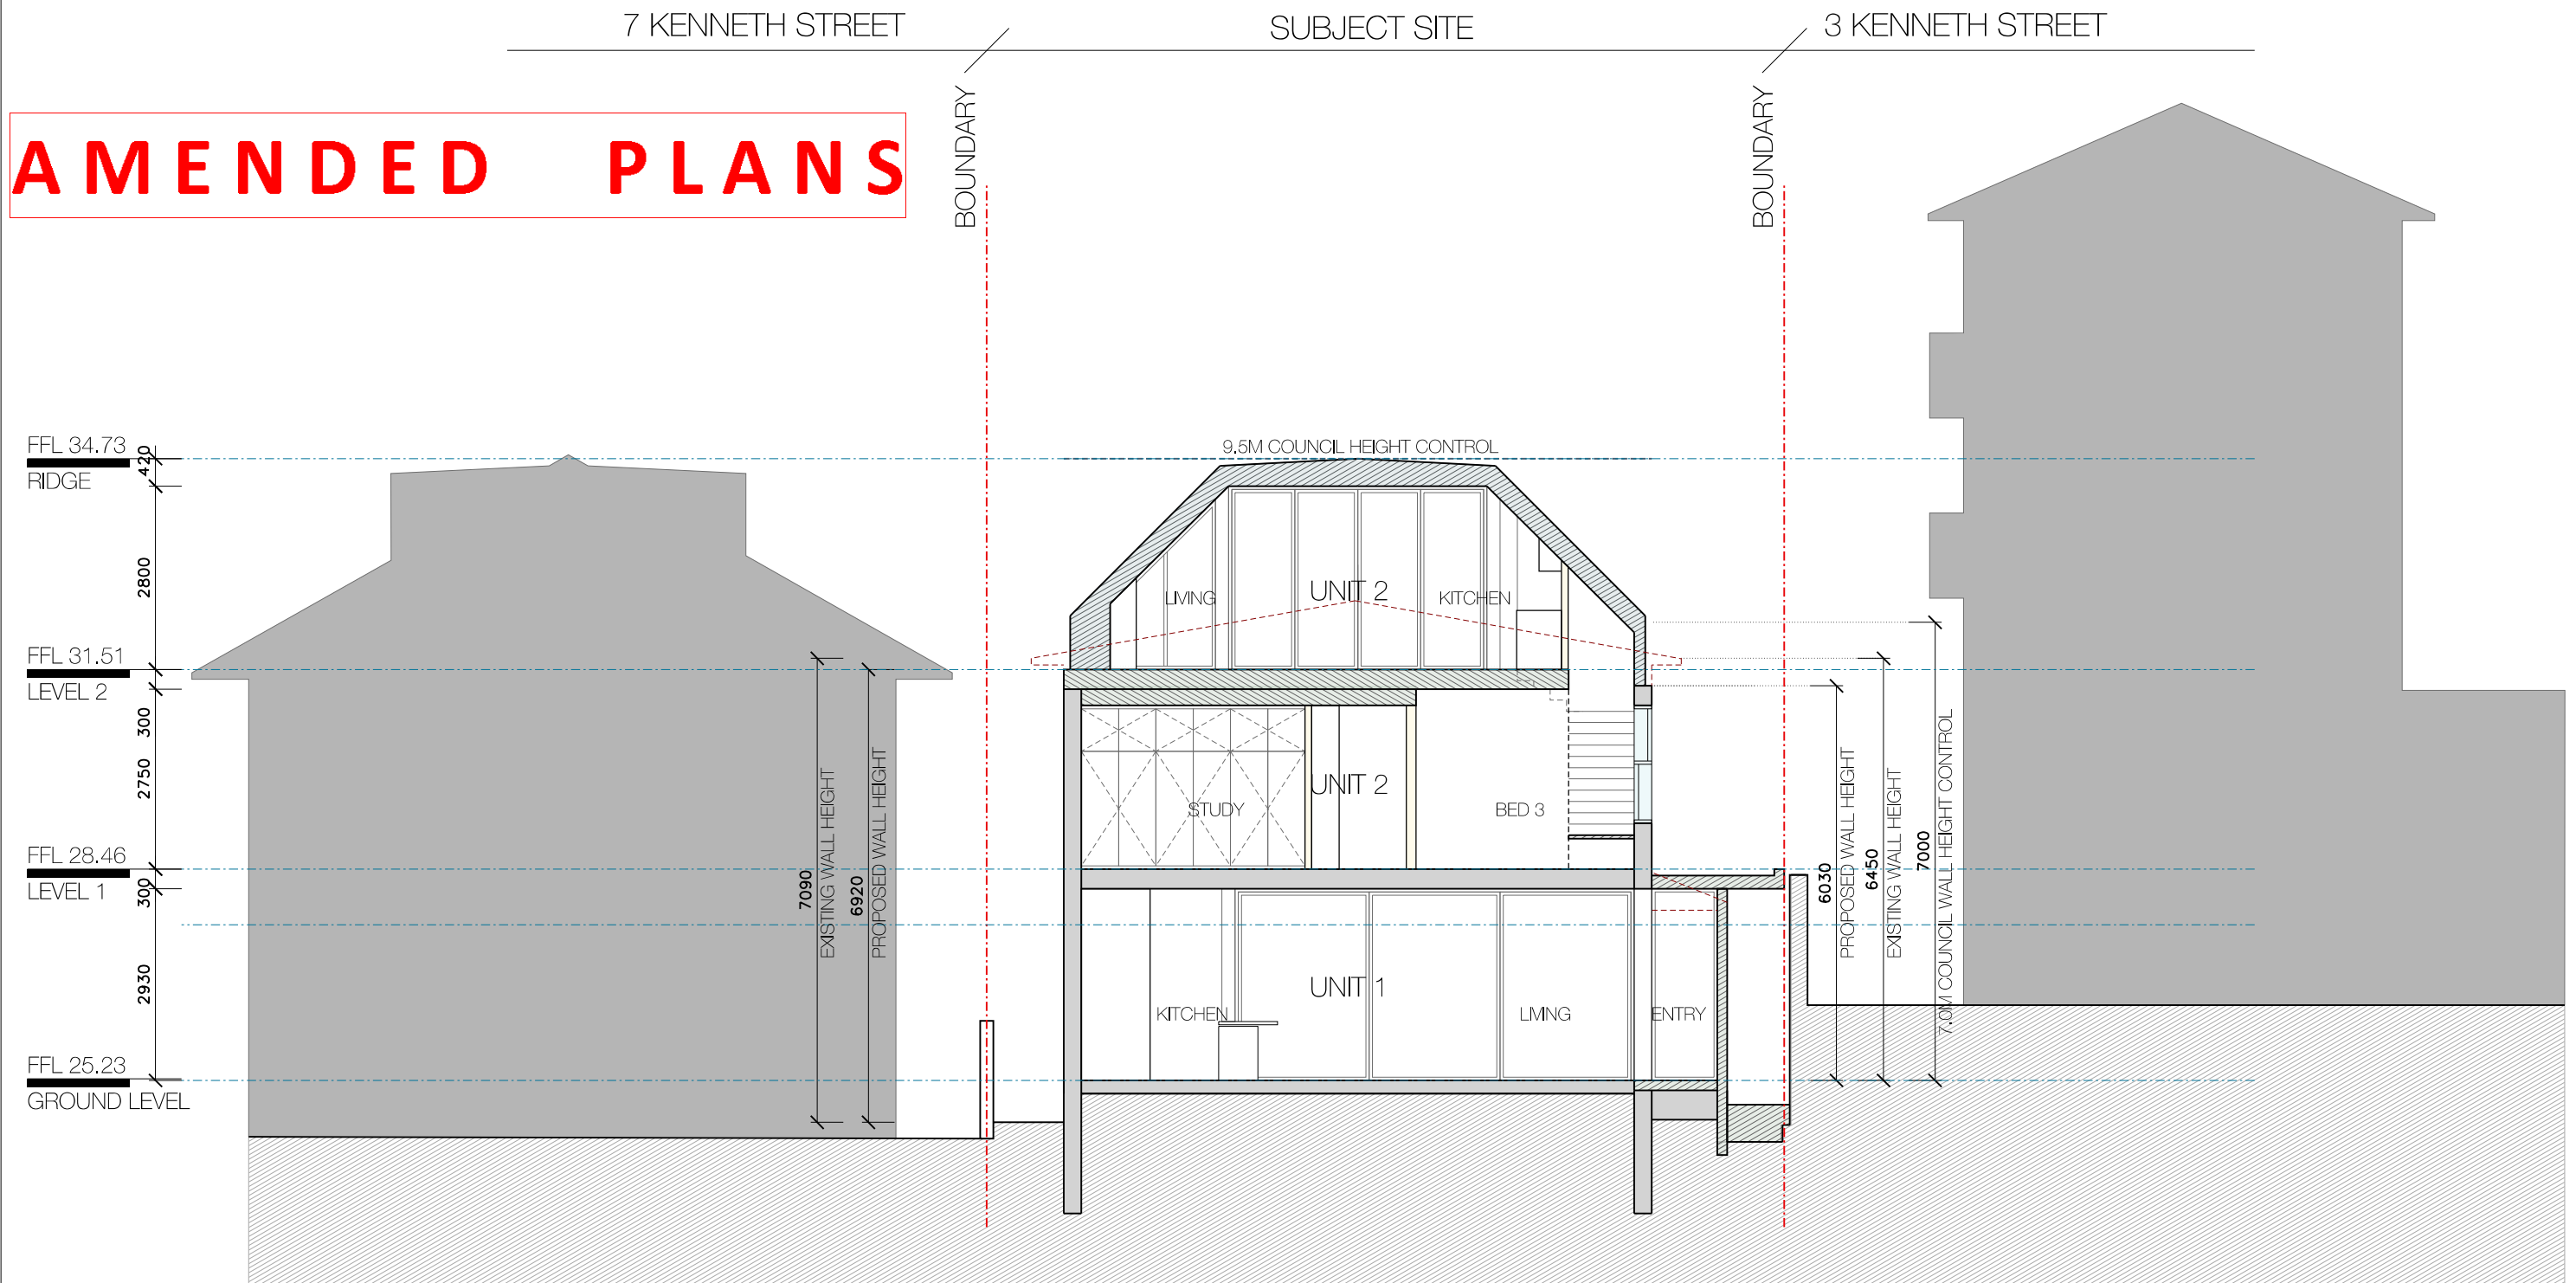 7 KENNETH STREET
SUBJECT SITE
3 KENNETH STREET
BOUNDARY
BOUNDARY
AMENDED PLANS
FFL 34.73
RIDGE
420
9.5M COUNCIL HEIGHT CONTROL
2800
LIVING
UNIT 2
KITCHEN
FFL 31.51
LEVEL 2
300
2750
STUDY
UNIT 2
BED 3
FFL 28.46
LEVEL 1
300
2930
7090
EXISTING WALL HEIGHT
6920
PROPOSED WALL HEIGHT
KITCHEN
UNIT 1
LIVING
ENTRY
6030
PROPOSED WALL HEIGHT
6450
EXISTING WALL HEIGHT
7000
7.0M COUNCIL WALL HEIGHT CONTROL
FFL 25.23
GROUND LEVEL